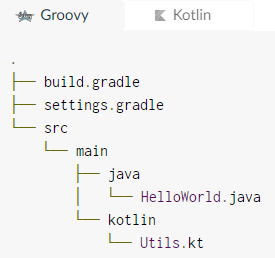 Groovy Kotlin
.
├── build.gradle
├── settings.gradle
└── src
    └── main
        ├── java
        │   └── HelloWorld.java
        └── kotlin
            └── Utils.kt